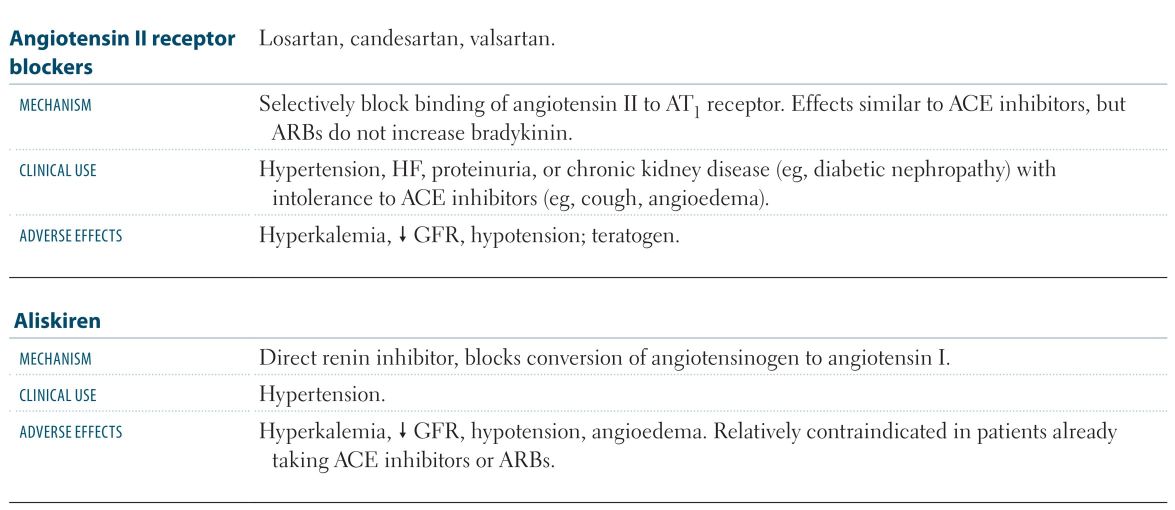 Angiotensin II receptor blockers
Losartan, candesartan, valsartan.
MECHANISM
Selectively block binding of angiotensin II to AT1 receptor. Effects similar to ACE inhibitors, but
ARBs do not increase bradykinin.
CLINICAL USE
Hypertension, HF, proteinuria, or chronic kidney disease (eg, diabetic nephropathy) with
intolerance to ACE inhibitors (eg, cough, angioedema).
ADVERSE EFFECTS
Hyperkalemia, ↓ GFR, hypotension; teratogen.
Aliskiren
MECHANISM
Direct renin inhibitor, blocks conversion of angiotensinogen to angiotensin I.
CLINICAL USE
Hypertension.
ADVERSE EFFECTS
Hyperkalemia, ↓ GFR, hypotension, angioedema. Relatively contraindicated in patients already
taking ACE inhibitors or ARBs.